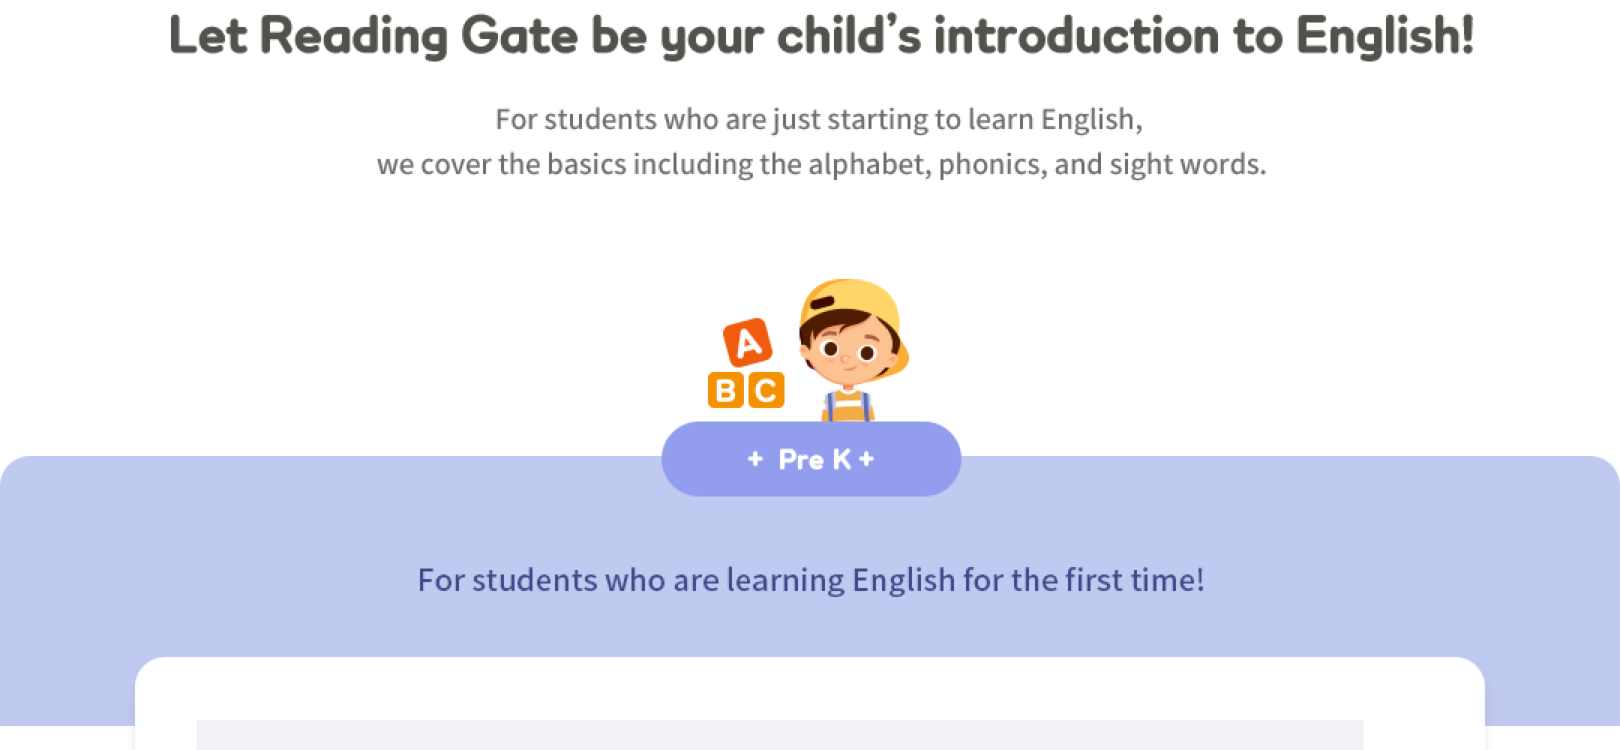 Let Reading Gate be your child’s introduction to English!
For students who are just starting to learn English,
we cover the basics including the alphabet, phonics, and sight words.
A
B C
+ Pre K +
For students who are learning English for the first time!